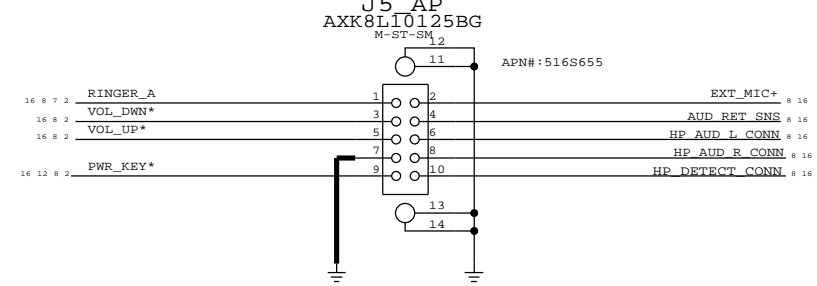 J5_AP
AXK8L10125BG
M-ST-SM
12
11
APN#:516S655
16 8 7 2 RINGER_A 1 2 EXT_MIC+ 8 16
16 8 2 VOL_DWN* 3 4 AUD_RET_SNS 8 16
16 8 2 VOL_UP* 5 6 HP_AUD_L_CONN 8 16
7 8 HP_AUD_R_CONN 8 16
16 12 8 2 PWR_KEY* 9 10 HP_DETECT_CONN 8 16
13
14